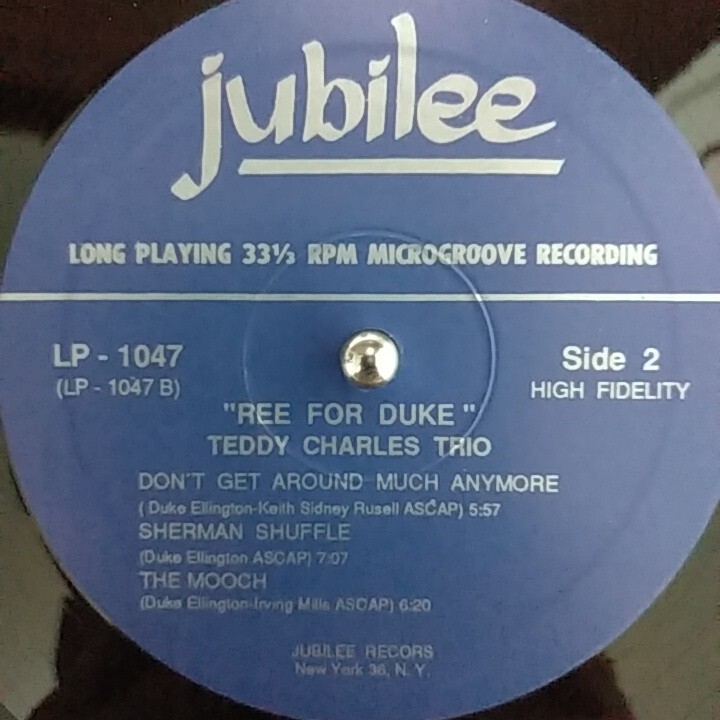 jubilee
LONG PLAYING 33⅓ RPM MICROGROOVE RECORDING
LP - 1047
(LP - 1047 B)
Side 2
HIGH FIDELITY
"REE FOR DUKE"
TEDDY CHARLES TRIO
DON'T GET AROUND MUCH ANYMORE
( Duke Ellington-Keith Sidney Rusell ASCAP) 5:57
SHERMAN SHUFFLE
(Duke Ellington ASCAP) 7:07
THE MOOCH
(Duke Ellington-Irving Mills ASCAP) 6:20
JUBILEE RECORS
New York 36, N. Y.